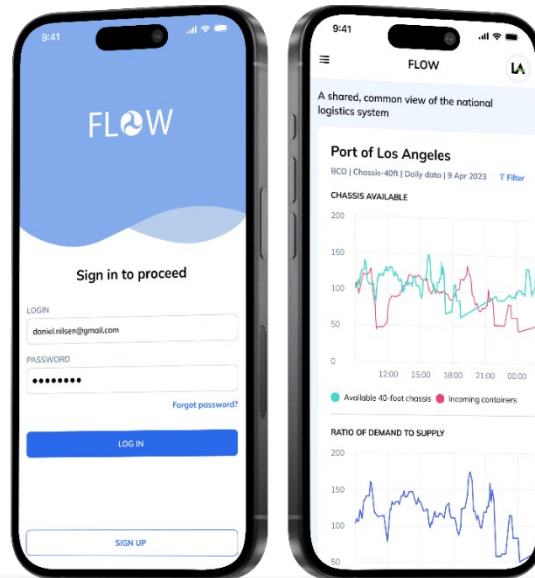 9:41
FLOW
Sign in to proceed
LOGIN
daniel.nilsen@gmail.com
PASSWORD
Forget password?
LOG IN
SIGN UP
9:41
FLOW
LA
A shared, common view of the national
logistics system
Port of Los Angeles
BCO | Chassis-40ft | Daily data | 9 Apr 2023 Filter
CHASSIS AVAILABLE
200
150
100
50
0
12:00 15:00 18:00 21:00 00:00
Available 40-foot chassis Incoming containers
RATIO OF DEMAND TO SUPPLY
200
150
100
50